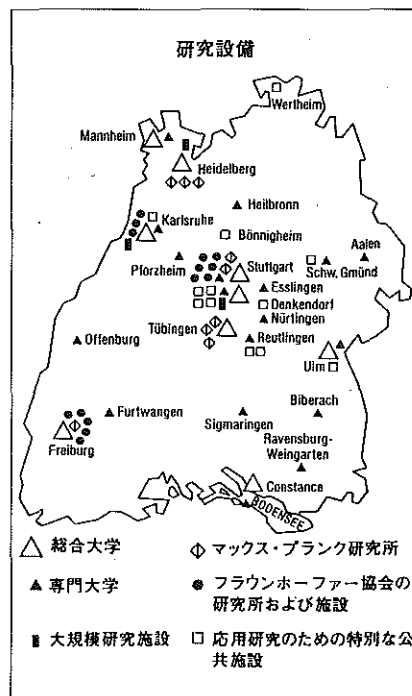 研究設備
Wertheim
Mannheim
Heidelberg
Heilbronn
Karlsruhe
Bönnigheim
Aalen
Pforzheim
Stuttgart
Schw. Gmünd
Esslingen
Denkendorf
Nürtingen
Tübingen
Offenburg
Reutlingen
Ulm
Biberach
Furtwangen
Sigmaringen
Ravensburg-
Weingarten
Freiburg
Constance
BODENSEE
総合大学
マックス・プランク研究所
専門大学
フラウンホーファー協会の
研究所および施設
大規模研究施設
応用研究のための特別な公
共施設